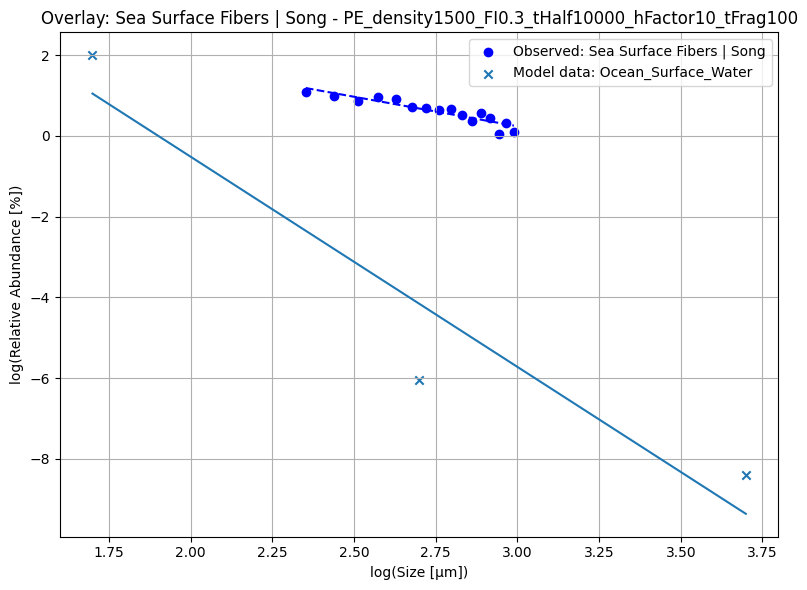 Overlay: Sea Surface Fibers | Song - PE_density1500_FI0.3_tHalf10000_hFactor10_tFrag100
Observed: Sea Surface Fibers | Song
Model data: Ocean_Surface_Water
log(Relative Abundance [%])
2
0
−2
−4
−6
−8
1.75 2.00 2.25 2.50 2.75 3.00 3.25 3.50 3.75
log(Size [µm])